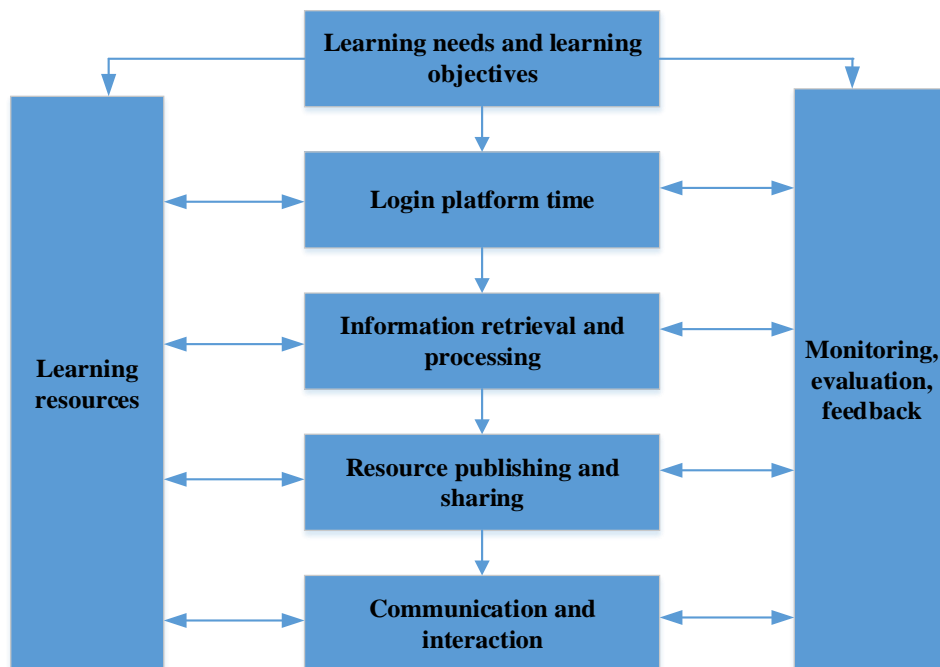 Learning needs and learning
objectives
Login platform time
Information retrieval and
processing
Learning
resources
Monitoring,
evaluation,
feedback
Resource publishing and
sharing
Communication and
interaction